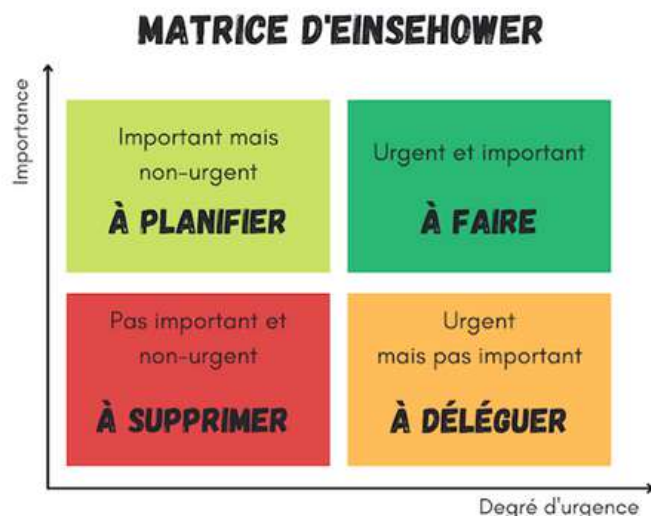 MATRICE D'EINSEHOWER
Importance
Important mais
non-urgent
À PLANIFIER
Urgent et important
À FAIRE
Pas important et
non-urgent
À SUPPRIMER
Urgent
mais pas important
À DÉLÉGUER
Degré d'urgence